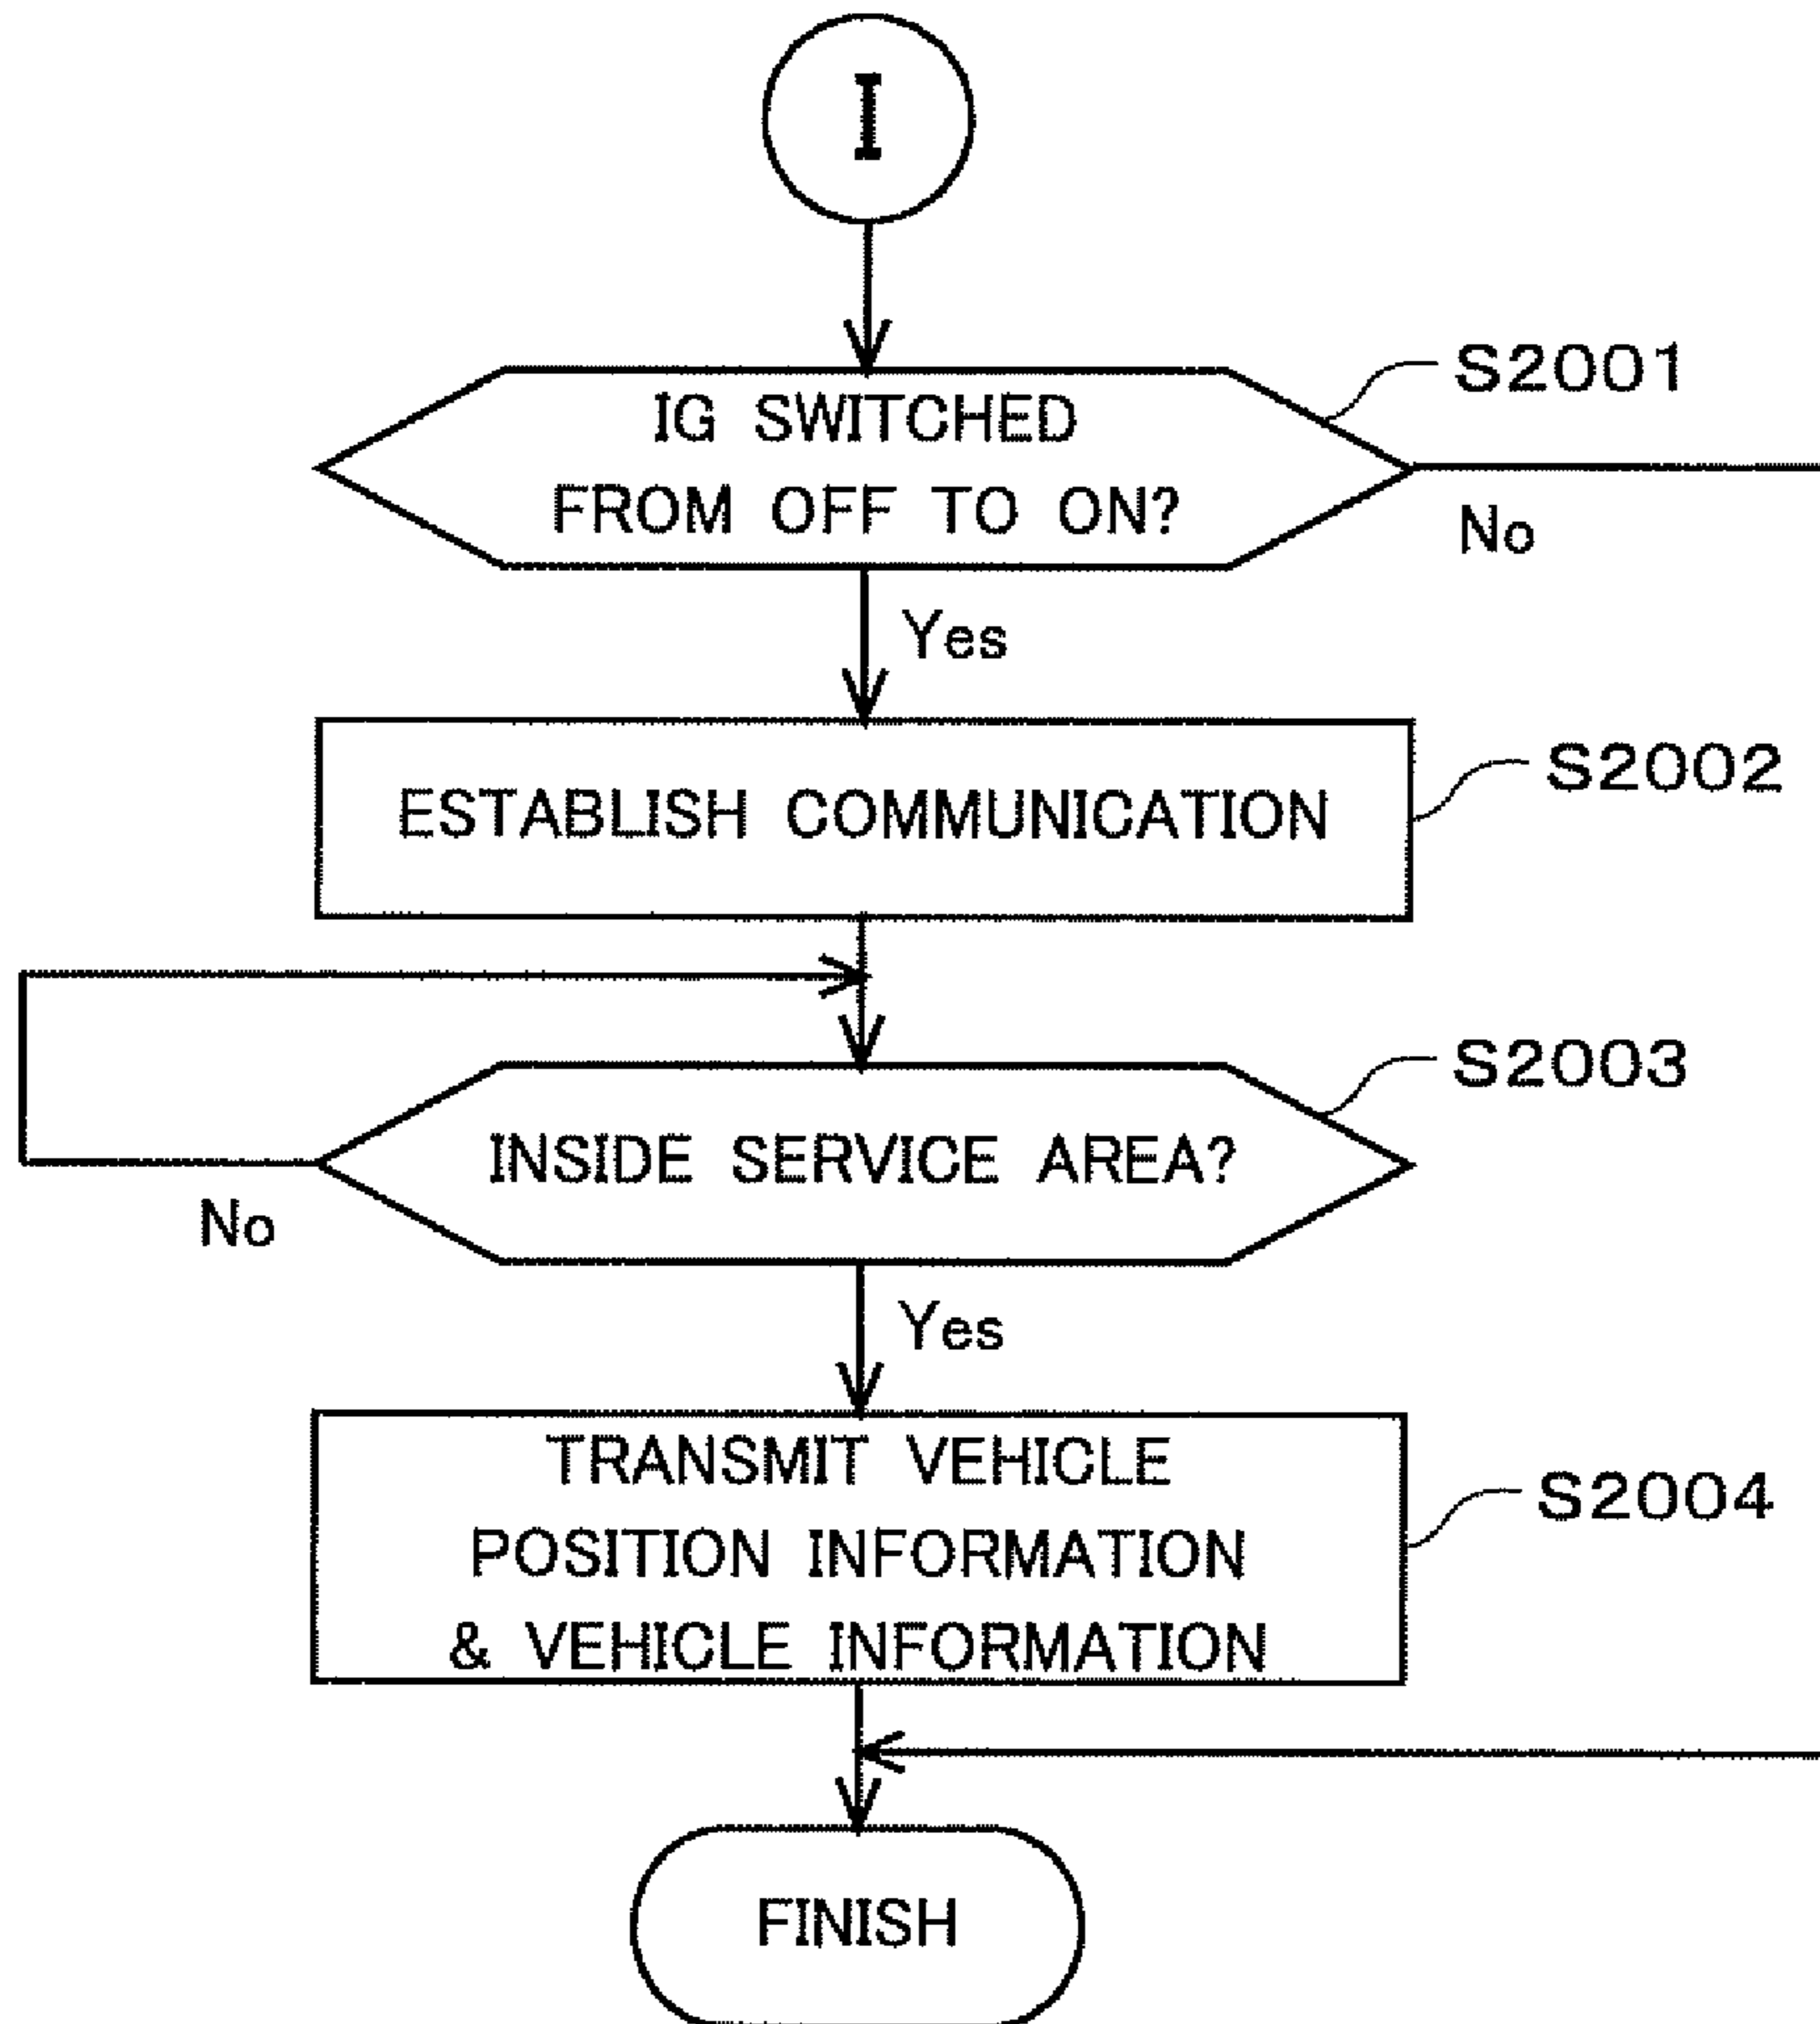 I
S2001
IG SWITCHED
FROM OFF TO ON?
No
Yes
S2002
ESTABLISH COMMUNICATION
S2003
INSIDE SERVICE AREA?
No
Yes
TRANSMIT VEHICLE
S2004
POSITION INFORMATION
& VEHICLE INFORMATION
FINISH